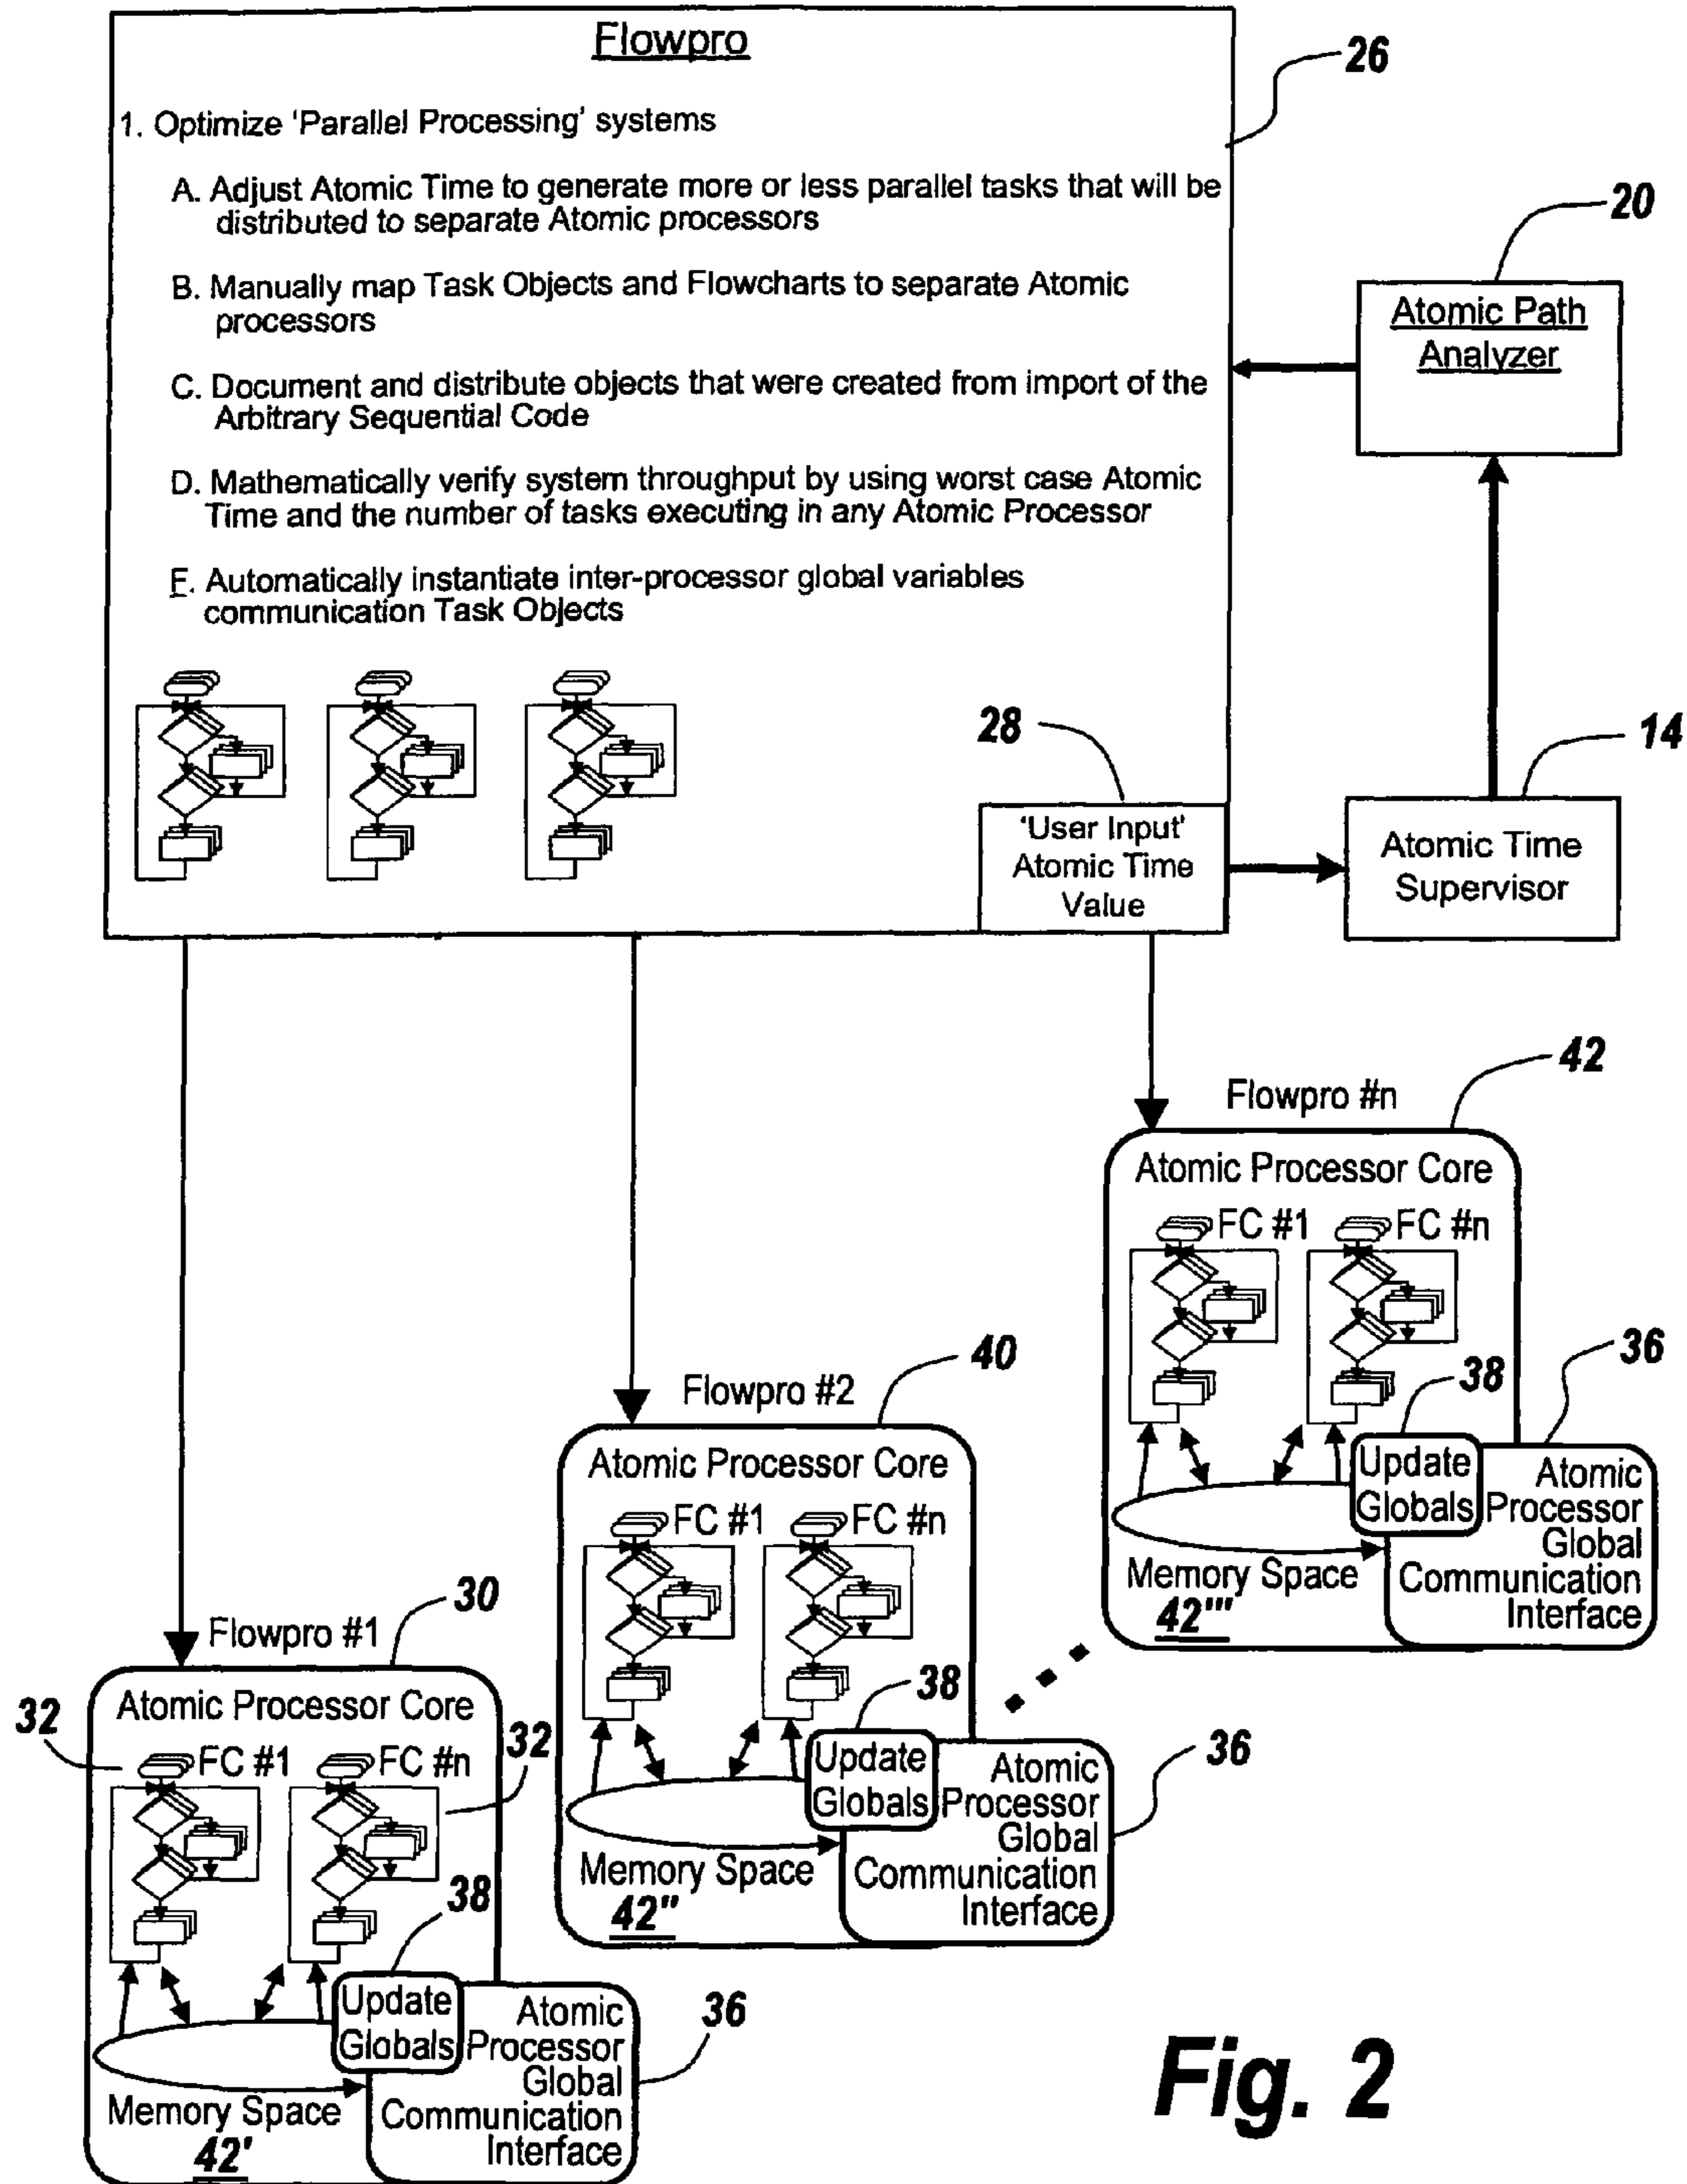 Flowpro
26
1. Optimize 'Parallel Processing' systems
A. Adjust Atomic Time to generate more or less parallel tasks that will be
distributed to separate Atomic processors
20
B. Manually map Task Objects and Flowcharts to separate Atomic
processors
Atomic Path
Analyzer
C. Document and distribute objects that were created from import of the
Arbitrary Sequential Code
D. Mathematically verify system throughput by using worst case Atomic
Time and the number of tasks executing in any Atomic Processor
F. Automatically instantiate inter-processor global variables
communication Task Objects
28
14
'User Input'
Atomic Time
Value
Atomic Time
Supervisor
42
Flowpro #n
Atomic Processor Core
FC #1
FC #n
36
38
Update
Globals
Atomic
Processor
Global
Communication
Interface
Memory Space
42'''
40
Flowpro #2
Atomic Processor Core
FC #1
FC #n
38
36
Update
Globals
Atomic
Processor
Global
Communication
Interface
Memory Space
42''
30
Flowpro #1
Atomic Processor Core
32
FC #1
FC #n
32
38
36
Update
Globals
Atomic
Processor
Global
Communication
Interface
Memory Space
42'
Fig. 2